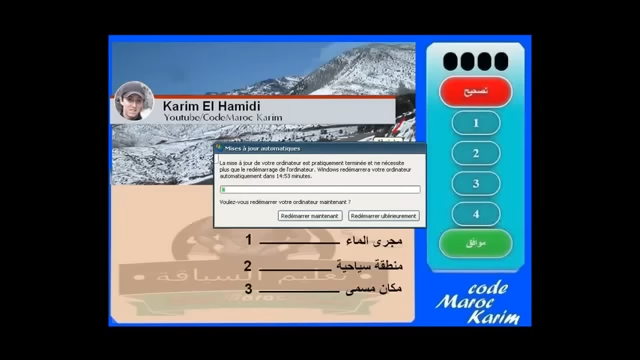 Karim El Hamidi
Youtube/CodeMaroc Karim
Mises à jour automatiques
La mise à jour de votre ordinateur est pratiquement terminée et ne nécessite
plus que le redémarrage de l'ordinateur. Windows redémarrera votre ordinateur
automatiquement dans 14:53 minutes.
Voulez-vous redémarrer votre ordinateur maintenant ?
Redémarrer maintenant Redémarrer ultérieurement
مجرى الماء 1
منطقة سياحية 2
مكان مسمى 3
تعليم السياقة
تصحيح
1
2
3
4
موافق
code
Maroc
Karim